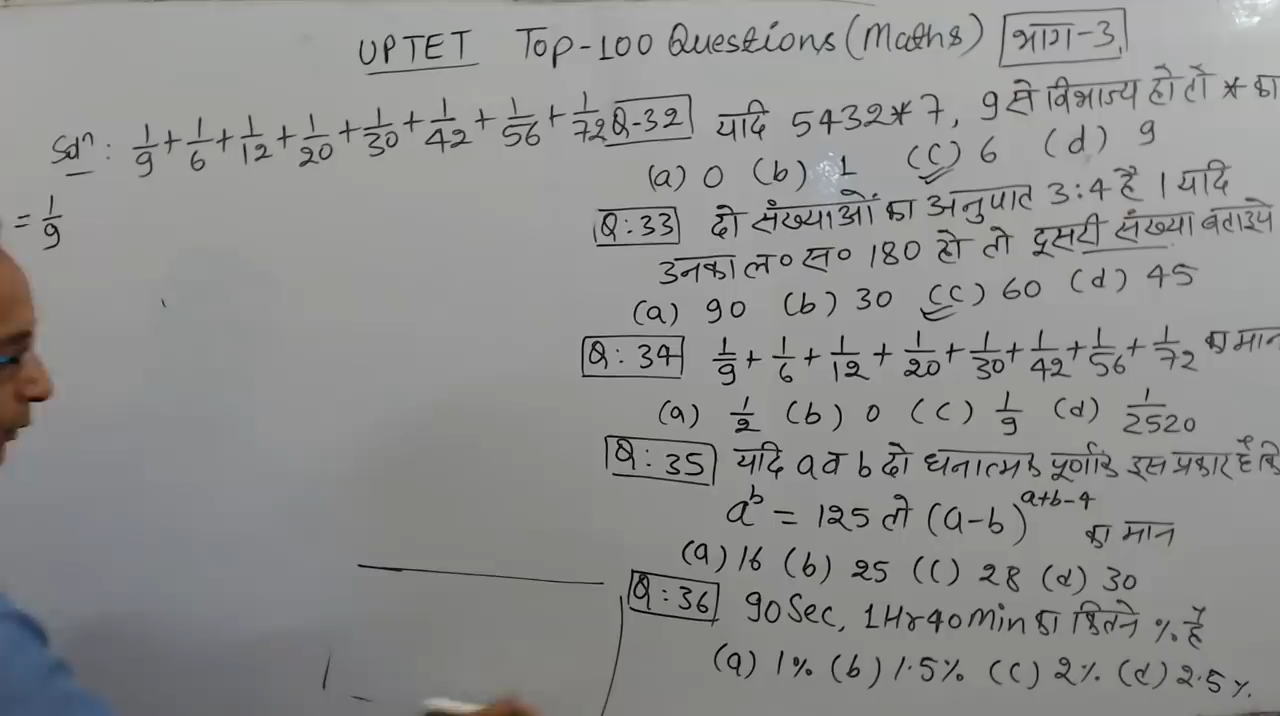 UPTET Top-100 Questions (Maths) भाग-3
Solⁿ: 1/9 + 1/6 + 1/12 + 1/20 + 1/30 + 1/42 + 1/56 + 1/72
= 1/9
Q-32 यदि 5432*7, 9 से विभाज्य हो तो * का
(a) 0 (b) 1 (c) 6 (d) 9
Q:33 दो संख्याओं का अनुपात 3:4 है । यदि
उनका ल० स० 180 हो तो दूसरी संख्या बताइये
(a) 90 (b) 30 (c) 60 (d) 45
Q:34 1/9 + 1/6 + 1/12 + 1/20 + 1/30 + 1/42 + 1/56 + 1/72 का मान
(a) 1/2 (b) 0 (c) 1/9 (d) 1/2520
Q:35 यदि a व b दो धनात्मक पूर्णांक इस प्रकार है कि
a^b = 125 तो (a-b)^(a+b-4) का मान
(a) 16 (b) 25 (c) 28 (d) 30
Q:36 90 Sec, 1Hr 40 min का कितने % है
(a) 1% (b) 1.5% (c) 2% (d) 2.5%
1